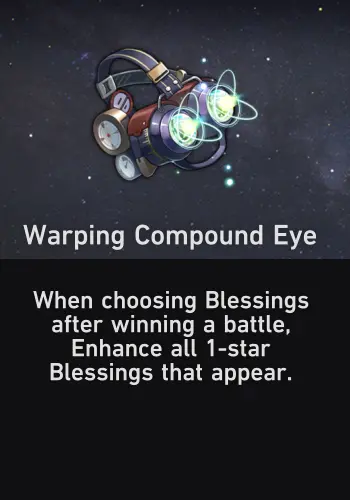 Warping Compound Eye
When choosing Blessings
after winning a battle,
Enhance all 1-star
Blessings that appear.